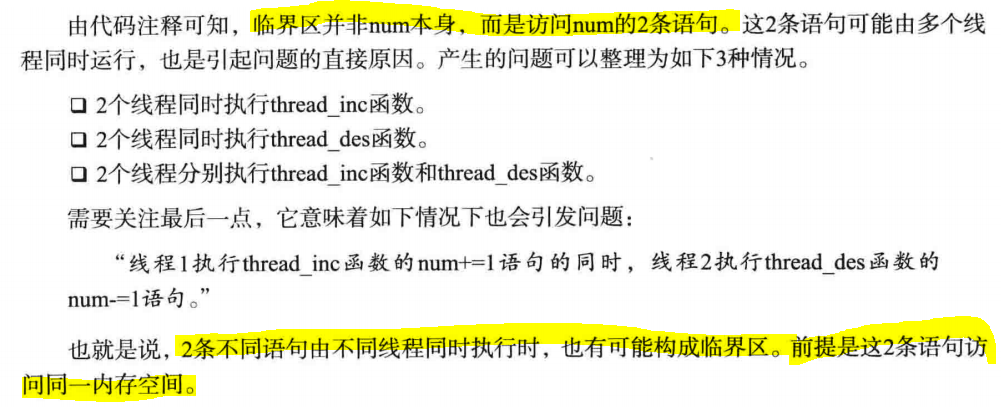 由代码注释可知，临界区并非num本身，而是访问num的2条语句。这2条语句可能由多个线
程同时运行，也是引起问题的直接原因。产生的问题可以整理为如下3种情况。
❏ 2个线程同时执行thread_inc函数。
❏ 2个线程同时执行thread_des函数。
❏ 2个线程分别执行thread_inc函数和thread_des函数。
需要关注最后一点，它意味着如下情况下也会引发问题：
“线程1执行thread_inc函数的num+=1语句的同时，线程2执行thread_des函数的
num-=1语句。”
也就是说，2条不同语句由不同线程同时执行时，也有可能构成临界区。前提是这2条语句访
问同一内存空间。